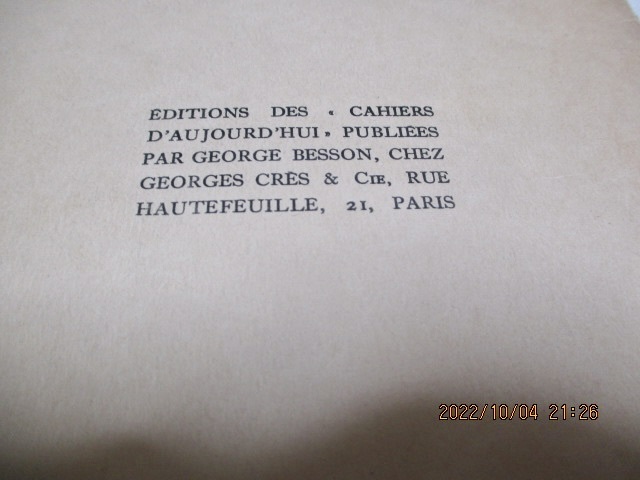 EDITIONS DES « CAHIERS
D'AUJOURD'HUI » PUBLIÉES
PAR GEORGE BESSON, CHEZ
GEORGES CRÈS & CIE, RUE
HAUTEFEUILLE, 21, PARIS
2022/10/04 21:26